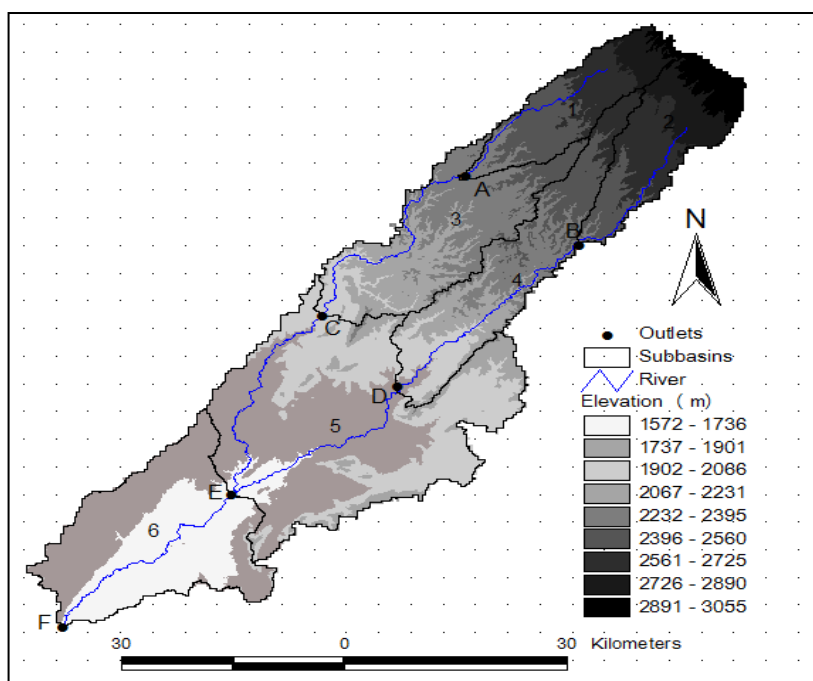 1
A
3
B
N
4
C
D
5
E
6
F
Outlets
Subbasins
River
Elevation ( m )
1572 - 1736
1737 - 1901
1902 - 2066
2067 - 2231
2232 - 2395
2396 - 2560
2561 - 2725
2726 - 2890
2891 - 3055
30 0 30 Kilometers